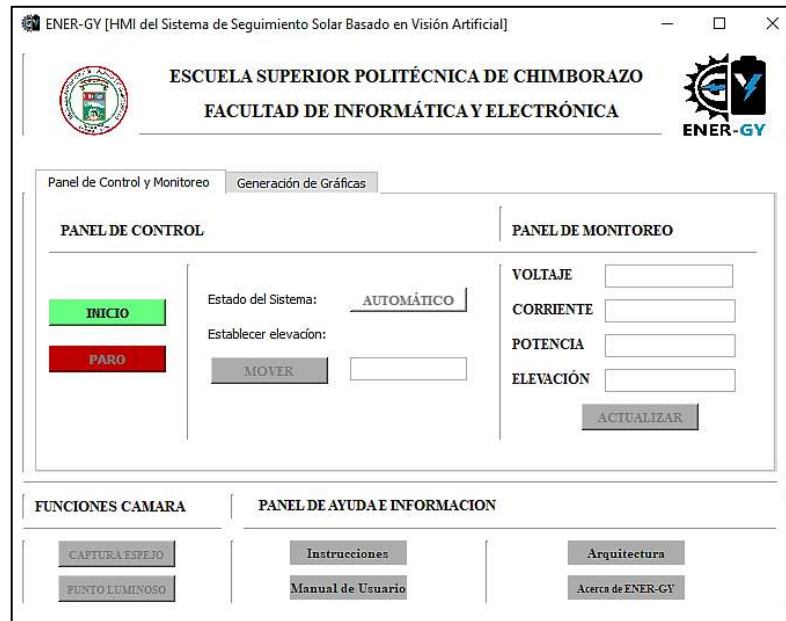 ENER-GY [HMI del Sistema de Seguimiento Solar Basado en Visión Artificial]
ESCUELA SUPERIOR POLITÉCNICA DE CHIMBORAZO
FACULTAD DE INFORMÁTICA Y ELECTRÓNICA
ENER-GY
Panel de Control y Monitoreo
Generación de Gráficas
PANEL DE CONTROL
INICIO
PARO
Estado del Sistema:
AUTOMÁTICO
Establecer elevacíon:
MOVER
PANEL DE MONITOREO
VOLTAJE
CORRIENTE
POTENCIA
ELEVACIÓN
ACTUALIZAR
FUNCIONES CAMARA
CAPTURA ESPEJO
PUNTO LUMINOSO
PANEL DE AYUDA E INFORMACION
Instrucciones
Manual de Usuario
Arquitectura
Acerca de ENER-GY